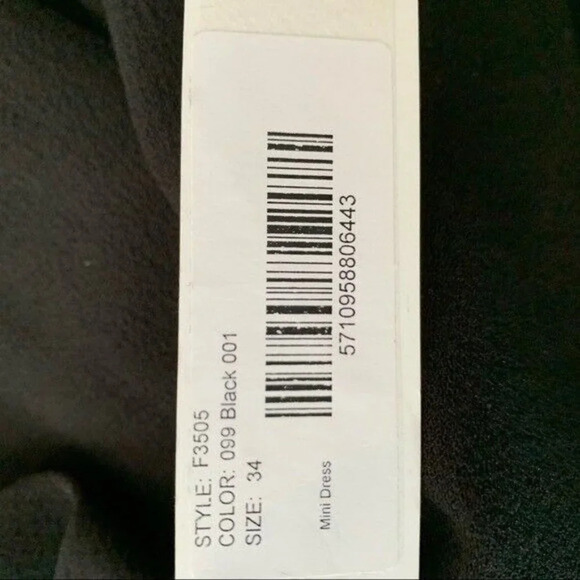 STYLE: F3505
COLOR: 099 Black 001
SIZE: 34
5710958806443
Mini Dress